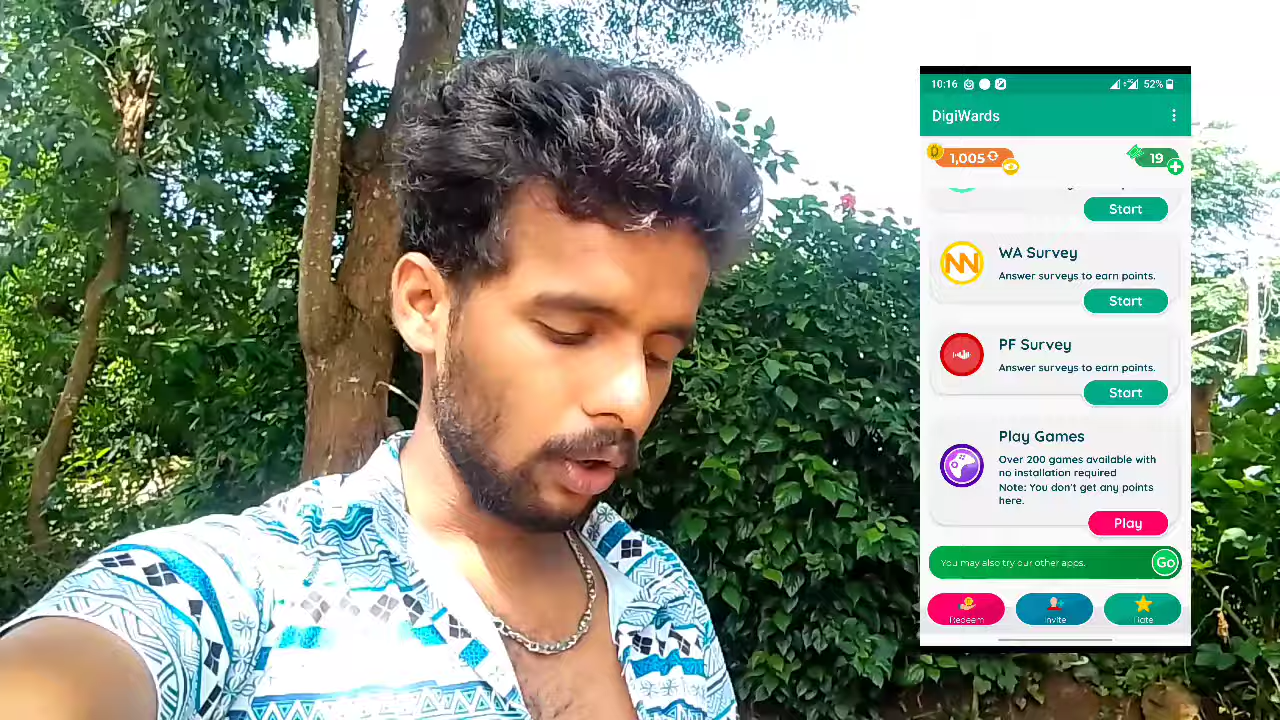 10:16
52%
DigiWards
1,005
19
Start
WA Survey
Answer surveys to earn points.
Start
PF Survey
Answer surveys to earn points.
Start
Play Games
Over 200 games available with
no installation required
Note: You don't get any points
here.
Play
You may also try our other apps.
Go
Redeem
Invite
Rate